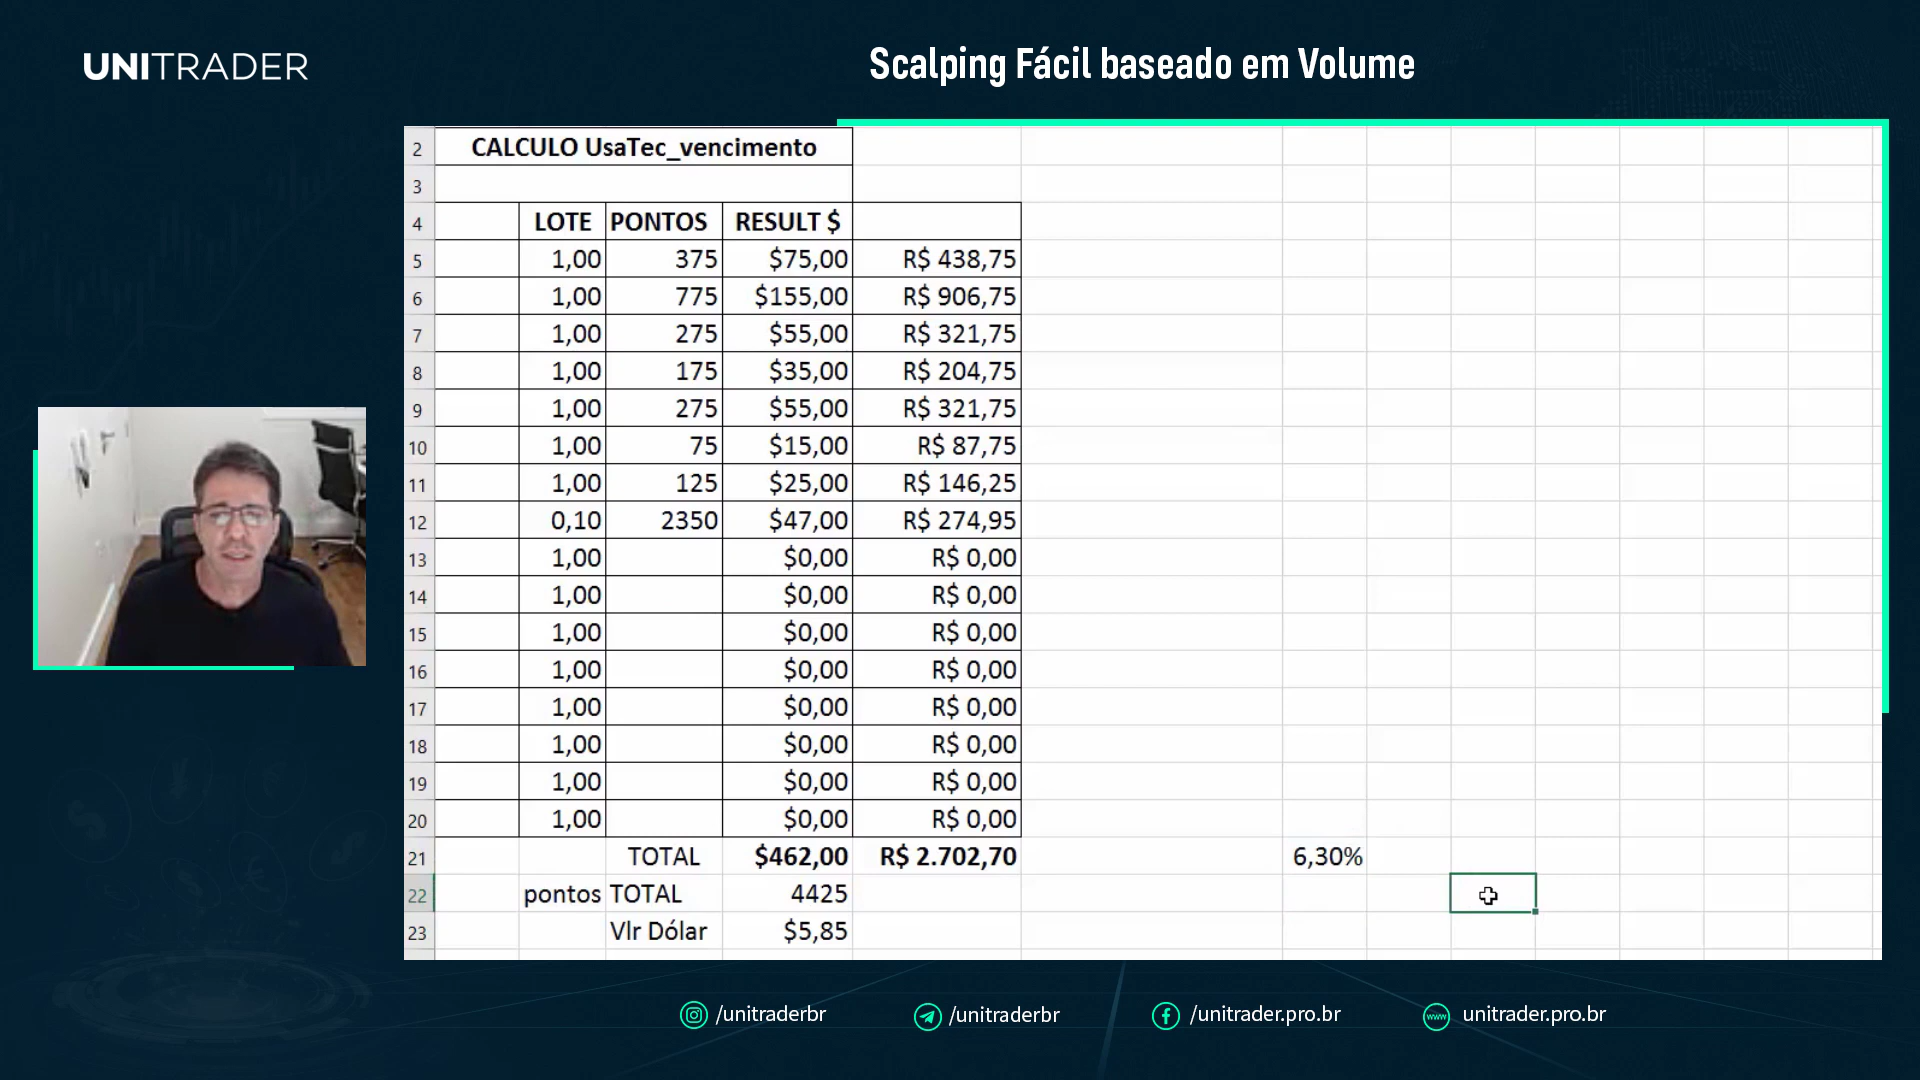 UNITRADER
Scalping Fácil baseado em Volume
2 CALCULO UsaTec_vencimento
3
4 LOTE PONTOS RESULT $
5 1,00 375 $75,00 R$ 438,75
6 1,00 775 $155,00 R$ 906,75
7 1,00 275 $55,00 R$ 321,75
8 1,00 175 $35,00 R$ 204,75
9 1,00 275 $55,00 R$ 321,75
10 1,00 75 $15,00 R$ 87,75
11 1,00 125 $25,00 R$ 146,25
12 0,10 2350 $47,00 R$ 274,95
13 1,00 $0,00 R$ 0,00
14 1,00 $0,00 R$ 0,00
15 1,00 $0,00 R$ 0,00
16 1,00 $0,00 R$ 0,00
17 1,00 $0,00 R$ 0,00
18 1,00 $0,00 R$ 0,00
19 1,00 $0,00 R$ 0,00
20 1,00 $0,00 R$ 0,00
21 TOTAL $462,00 R$ 2.702,70 6,30%
22 pontos TOTAL 4425
23 Vlr Dólar $5,85
/unitraderbr /unitraderbr /unitrader.pro.br www unitrader.pro.br